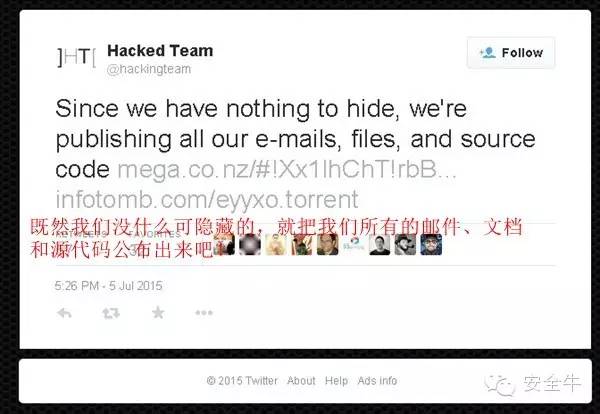 ]HT[ Hacked Team
@hackingteam
Follow
Since we have nothing to hide, we're
publishing all our e-mails, files, and source
code mega.co.nz/#!Xx1lhChT!rbB...
infotomb.com/eyyxo.torrent
既然我们没什么可隐藏的，就把我们所有的邮件、文档
RETWEETS FAVORITES
和源代码公布出来吧！
5:26 PM - 5 Jul 2015
© 2015 Twitter About Help Ads info
安全牛